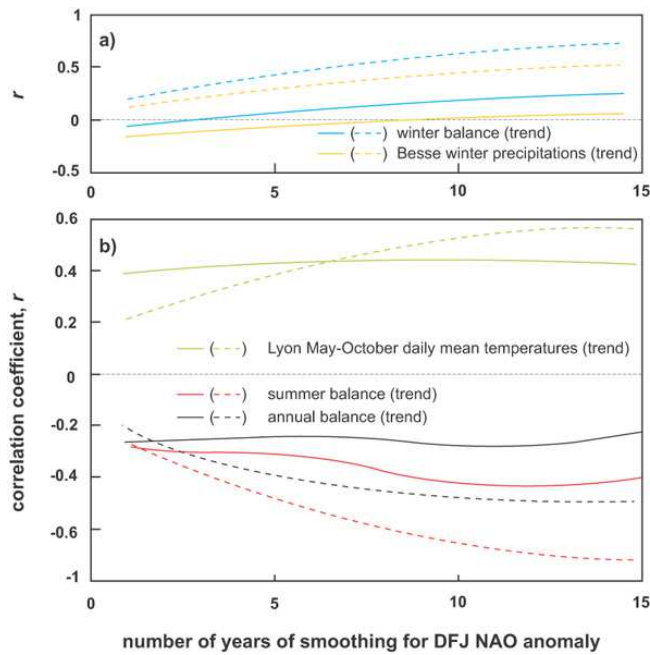 1
a)
0.5
r
0
( ) winter balance (trend)
( ) Besse winter precipitations (trend)
-0.5
0 5 10 15
0.6
b)
0.4
0.2
( ) Lyon May-October daily mean temperatures (trend)
0
( ) summer balance (trend)
( ) annual balance (trend)
-0.2
-0.4
-0.6
-1
correlation coefficient, r
0 5 10 15
number of years of smoothing for DFJ NAO anomaly